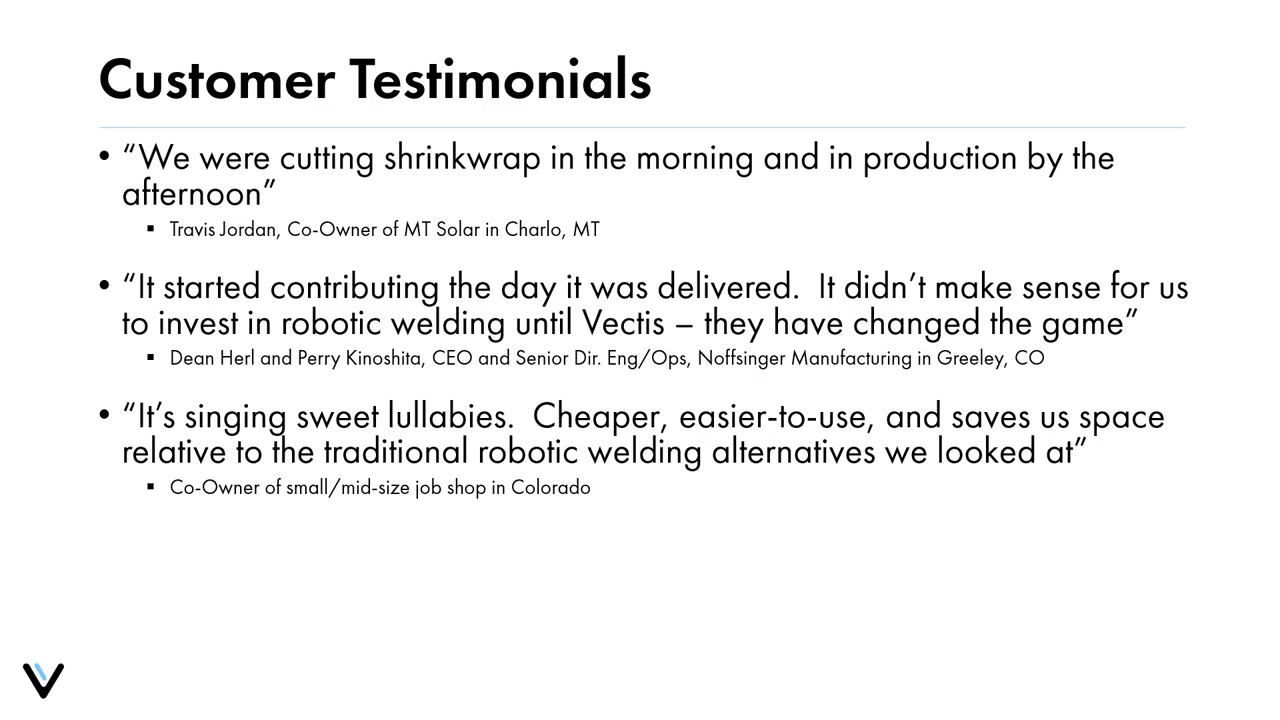 Customer Testimonials
• “We were cutting shrinkwrap in the morning and in production by the
afternoon”
▪ Travis Jordan, Co-Owner of MT Solar in Charlo, MT
• “It started contributing the day it was delivered.  It didn’t make sense for us
to invest in robotic welding until Vectis – they have changed the game”
▪ Dean Herl and Perry Kinoshita, CEO and Senior Dir. Eng/Ops, Noffsinger Manufacturing in Greeley, CO
• “It’s singing sweet lullabies.  Cheaper, easier-to-use, and saves us space
relative to the traditional robotic welding alternatives we looked at”
▪ Co-Owner of small/mid-size job shop in Colorado